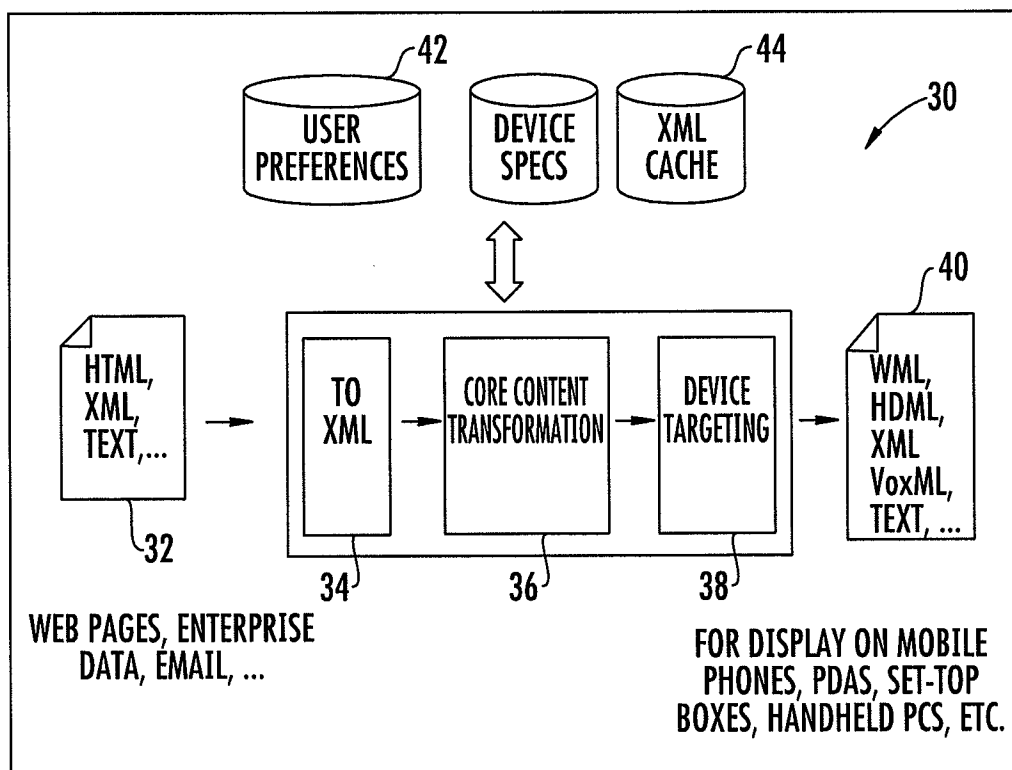 42
44
30
USER
PREFERENCES
DEVICE
SPECS
XML
CACHE
40
HTML,
XML,
TEXT,...
32
TO
XML
34
CORE CONTENT
TRANSFORMATION
36
DEVICE
TARGETING
38
WML,
HDML,
XML
VoxML,
TEXT, ...
WEB PAGES, ENTERPRISE
DATA, EMAIL, ...
FOR DISPLAY ON MOBILE
PHONES, PDAS, SET-TOP
BOXES, HANDHELD PCS, ETC.